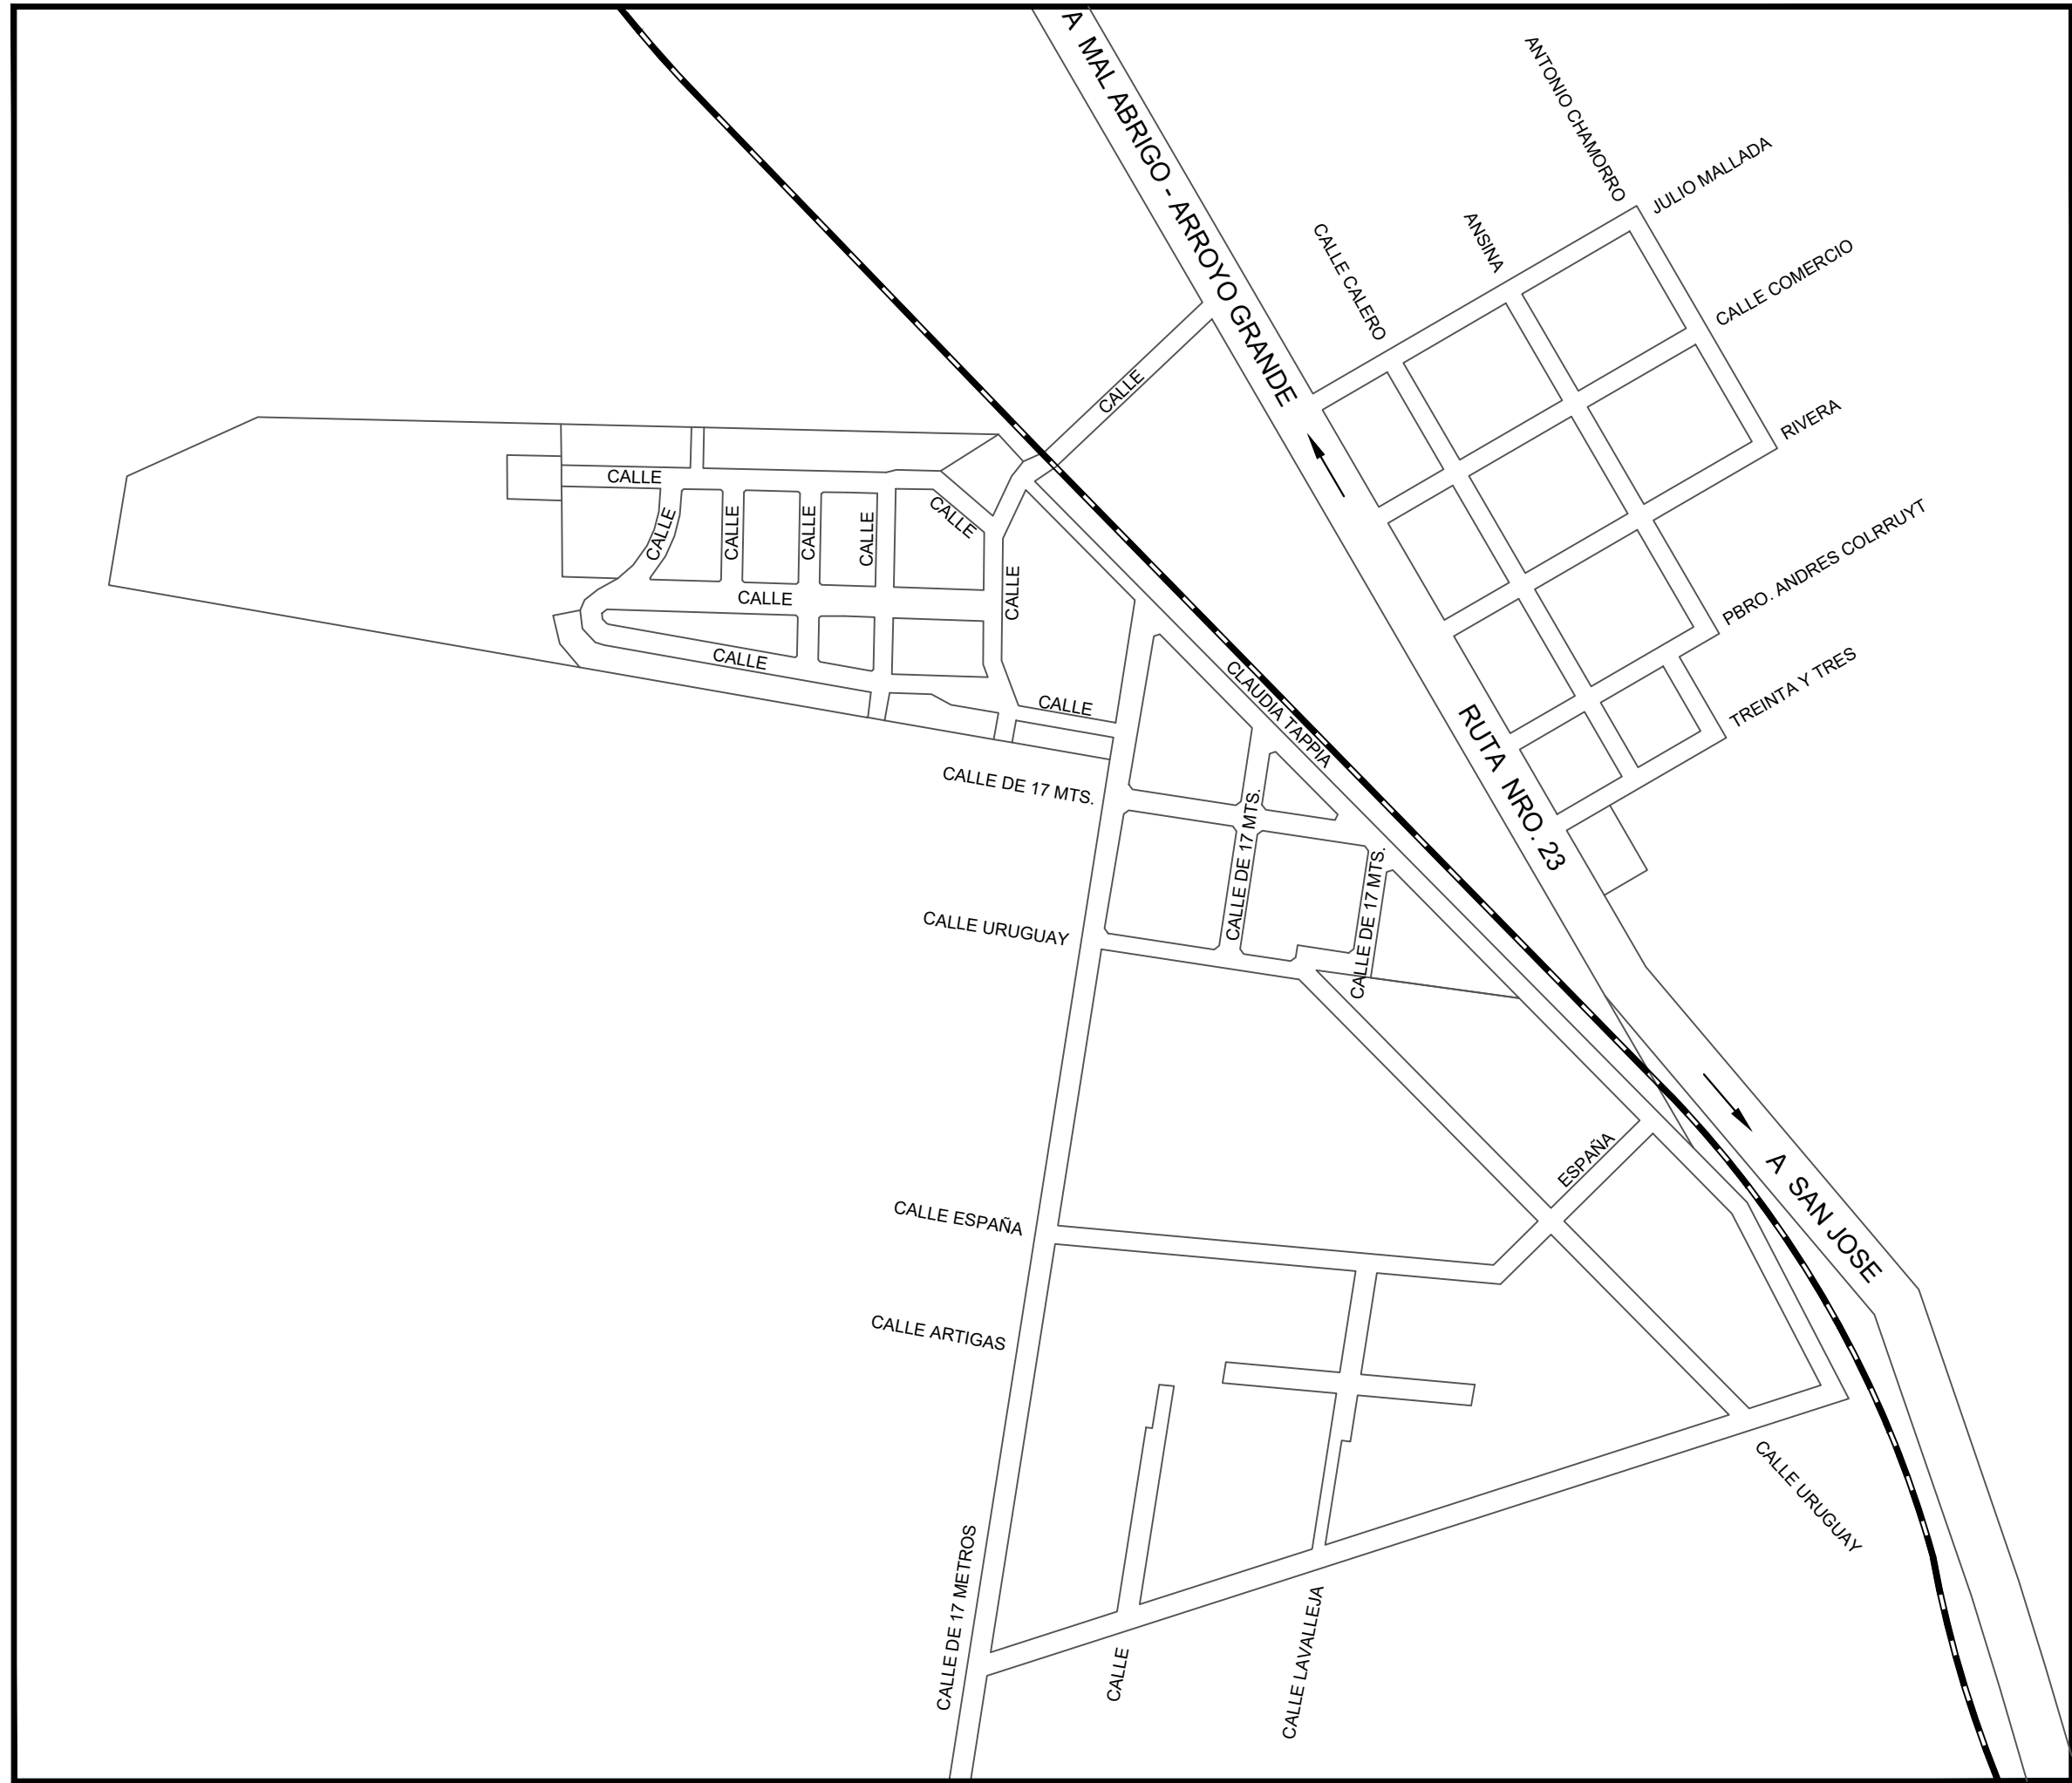 A MAL ABRIGO - ARROYO GRANDE
ANTONIO CHAMORRO
JULIO MALLADA
ANSINA
CALLE CALERO
CALLE COMERCIO
RIVERA
PBRO. ANDRES COLRRUYT
TREINTA Y TRES
CALLE
CALLE
CALLE
CALLE
CALLE
CALLE
CALLE
CALLE
CALLE
CALLE
CALLE
CLAUDIA TAPPIA
RUTA NRO. 23
CALLE DE 17 MTS.
CALLE DE 17 MTS.
CALLE DE 17 MTS.
CALLE URUGUAY
ESPAÑA
A SAN JOSE
CALLE ESPAÑA
CALLE ARTIGAS
CALLE URUGUAY
CALLE DE 17 METROS
CALLE
CALLE LAVALLEJA